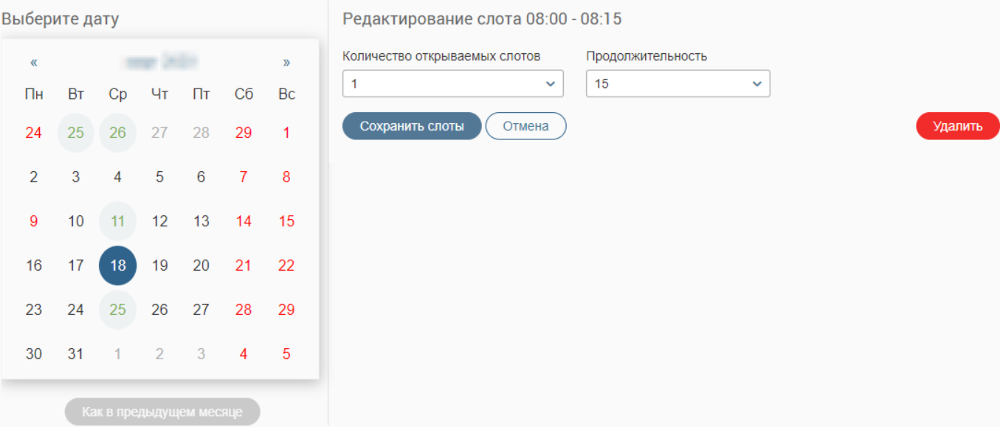 Выберите дату
« »
Пн Вт Ср Чт Пт Сб Вс
24 25 26 27 28 29 1
2 3 4 5 6 7 8
9 10 11 12 13 14 15
16 17 18 19 20 21 22
23 24 25 26 27 28 29
30 31 1 2 3 4 5
Как в предыдущем месяце
Редактирование слота 08:00 - 08:15
Количество открываемых слотов Продолжительность
1 15
Сохранить слоты Отмена Удалить